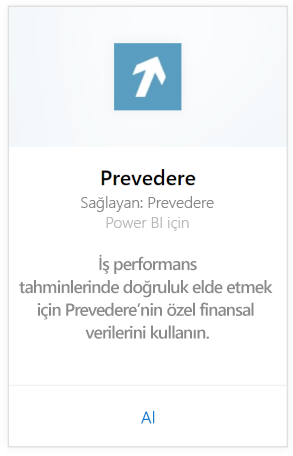 Prevedere
Sağlayan: Prevedere
Power BI için
İş performans
tahminlerinde doğruluk elde etmek
için Prevedere’nin özel finansal
verilerini kullanın.
Al